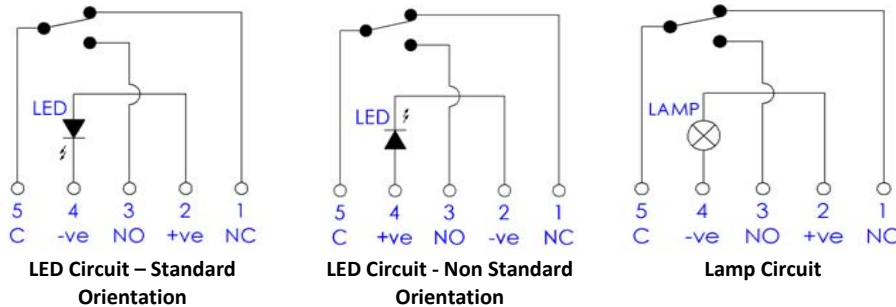 LED
5 4 3 2 1
C -ve NO +ve NC
LED Circuit – Standard
Orientation
LED
5 4 3 2 1
C +ve NO -ve NC
LED Circuit - Non Standard
Orientation
LAMP
5 4 3 2 1
C -ve NO +ve NC
Lamp Circuit